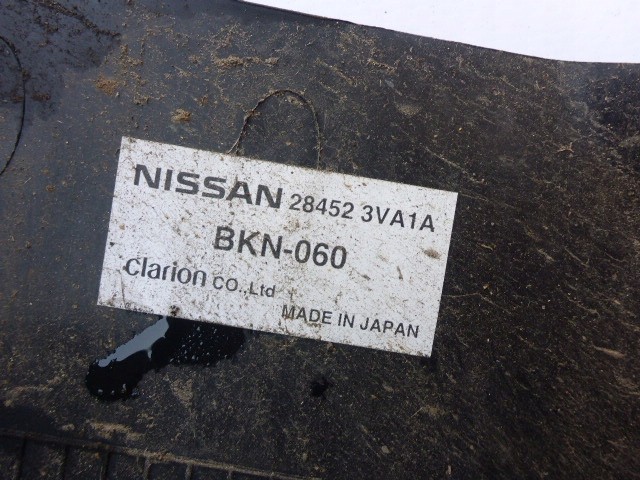 NISSAN 28452 3VA1A
BKN-060
Clarion CO.,Ltd
MADE IN JAPAN